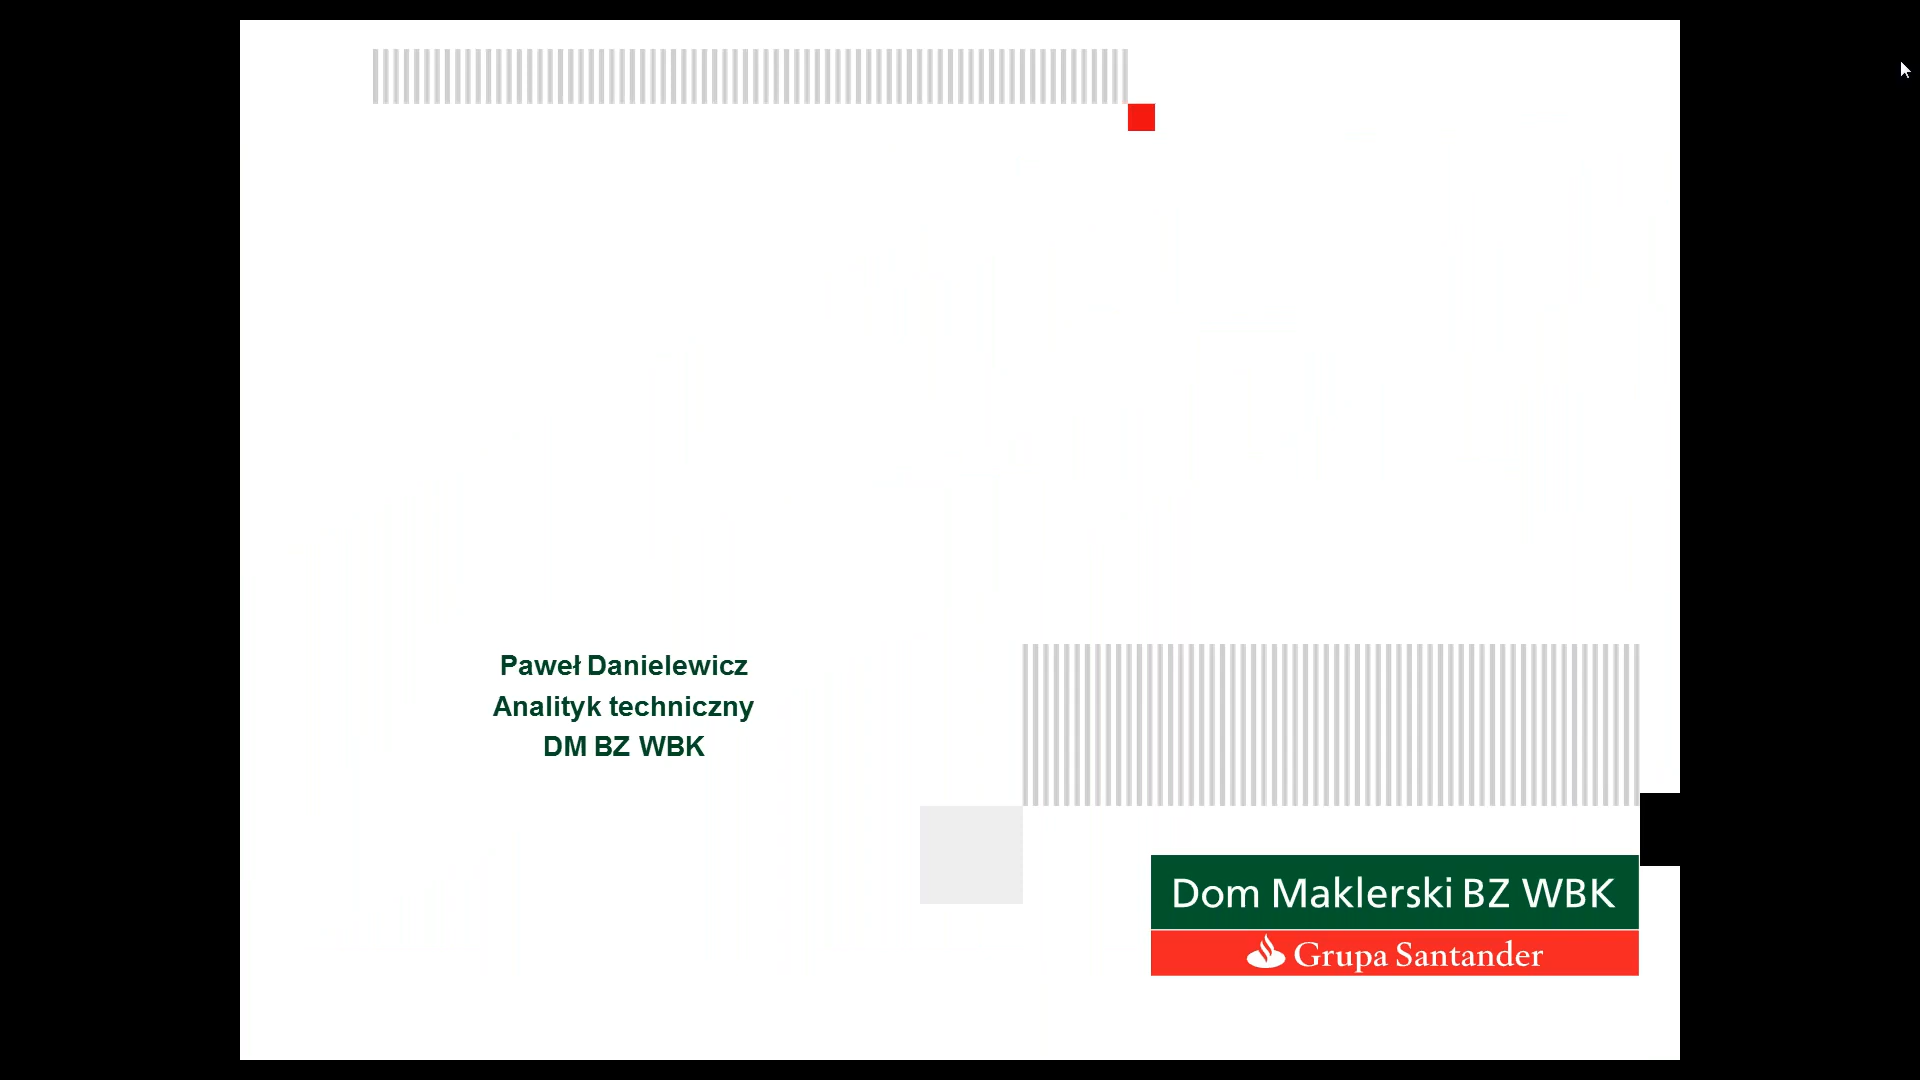 Paweł Danielewicz
Analityk techniczny
DM BZ WBK
Dom Maklerski BZ WBK
Grupa Santander